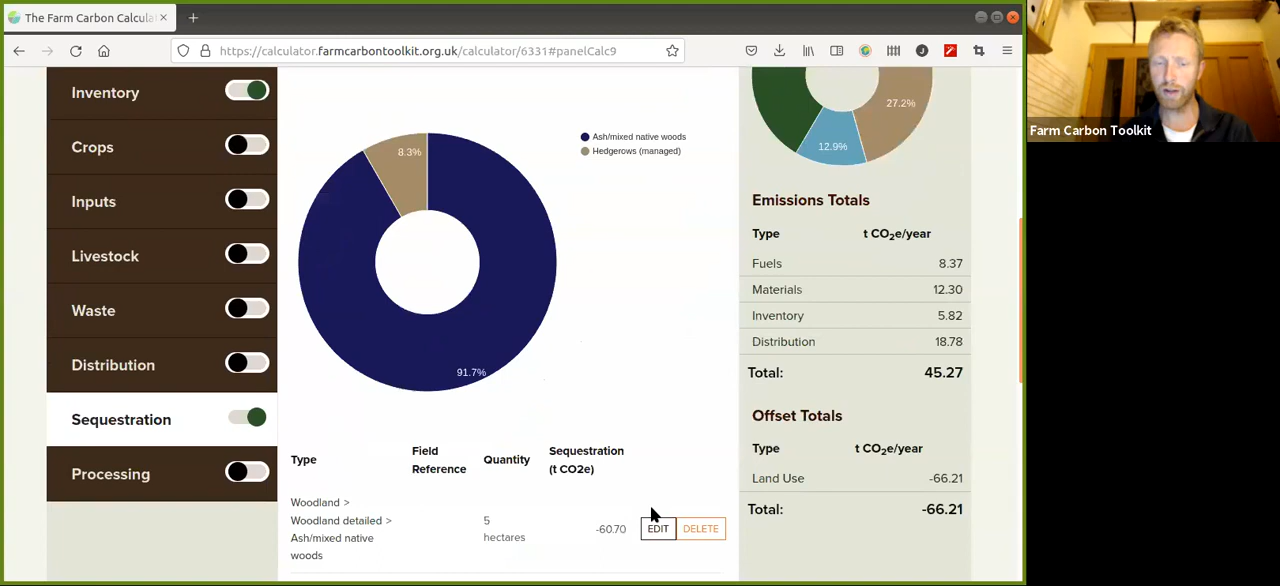 The Farm Carbon Calcula
https://calculator.farmcarbontoolkit.org.uk/calculator/6331#panelCalc9
Inventory
Crops
Inputs
Livestock
Waste
Distribution
Sequestration
Processing
8.3%
91.7%
Ash/mixed native woods
Hedgerows (managed)
Type
Field
Reference
Quantity
Sequestration
(t CO2e)
Woodland >
Woodland detailed >
Ash/mixed native
woods
5
hectares
-60.70
EDIT
DELETE
27.2%
12.9%
Emissions Totals
Type t CO2e/year
Fuels 8.37
Materials 12.30
Inventory 5.82
Distribution 18.78
Total: 45.27
Offset Totals
Type t CO2e/year
Land Use -66.21
Total: -66.21
Farm Carbon Toolkit